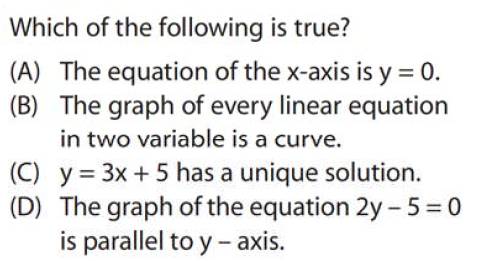 Which of the following is true?
(A) The equation of the x-axis is y = 0.
(B) The graph of every linear equation
in two variable is a curve.
(C) y = 3x + 5 has a unique solution.
(D) The graph of the equation 2y – 5 = 0
is parallel to y – axis.